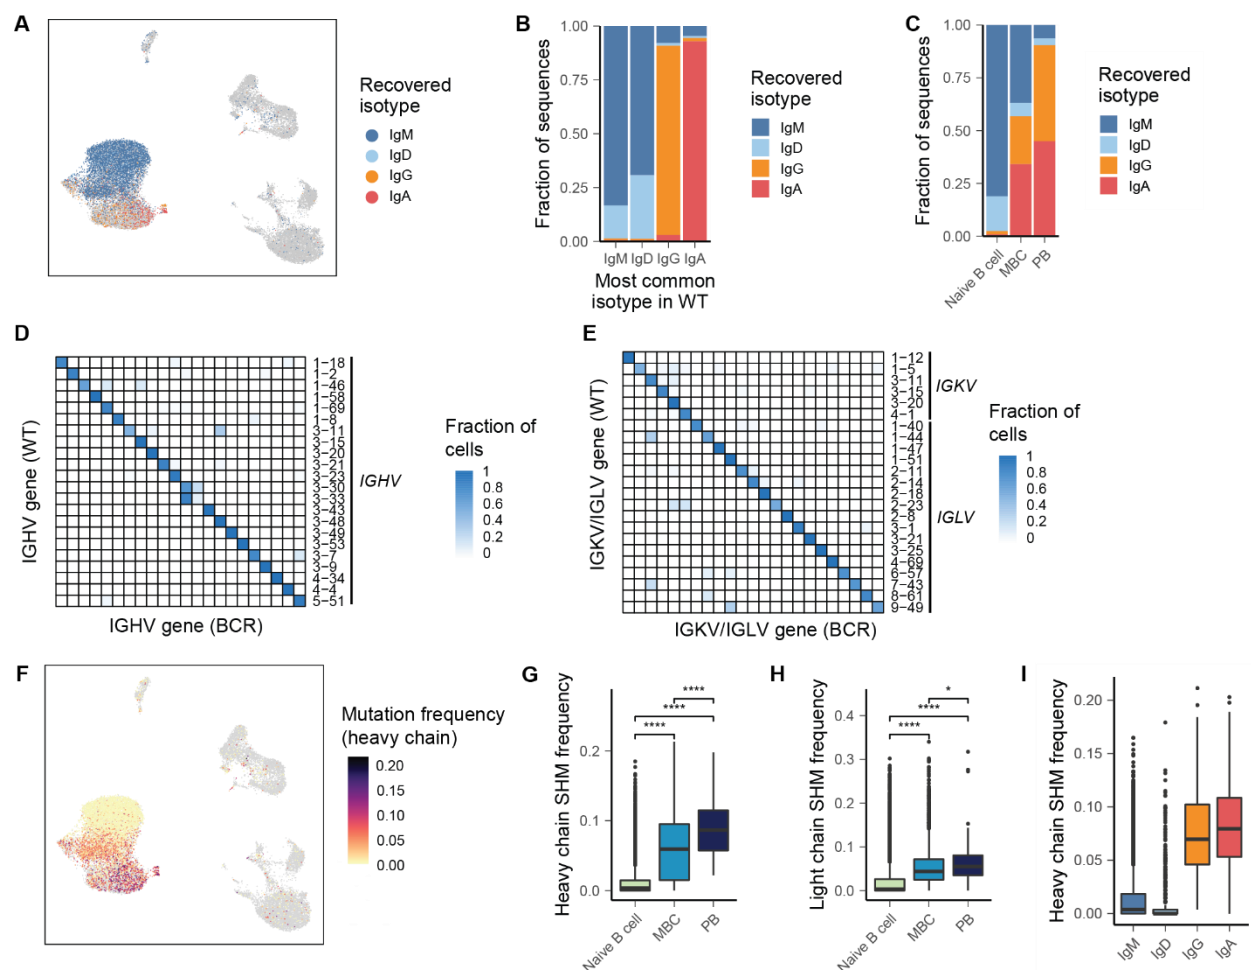 A
Recovered
isotype
IgM
IgD
IgG
IgA
B
Fraction of sequences
1.00
0.75
0.50
0.25
0.00
IgM IgD IgG IgA
Most common
isotype in WT
Recovered
isotype
IgM
IgD
IgG
IgA
C
Fraction of sequences
1.00
0.75
0.50
0.25
0.00
Naive B cell
MBC
PB
Recovered
isotype
IgM
IgD
IgG
IgA
D
IGHV gene (WT)
1−18
1−2
1−46
1−58
1−69
1−8
3−11
3−15
3−20
3−21
3−23
3−30
3−33
3−43
3−48
3−49
3−53
3−7
3−9
4−34
4−4
5−51
IGHV
IGHV gene (BCR)
Fraction of
cells
1
0.8
0.6
0.4
0.2
0
E
IGKV/IGLV gene (WT)
1−12
1−5
3−11
3−15
3−20
4−1
1−40
1−44
1−47
1−51
2−11
2−14
2−18
2−23
2−8
3−1
3−21
3−25
4−69
6−57
7−43
8−61
9−49
IGKV
IGLV
IGKV/IGLV gene (BCR)
Fraction of
cells
1
0.8
0.6
0.4
0.2
0
F
Mutation frequency
(heavy chain)
0.20
0.15
0.10
0.05
0.00
G
Heavy chain SHM frequency
0.2
0.1
0.0
****
****
****
Naive B cell
MBC
PB
H
Light chain SHM frequency
0.4
0.3
0.2
0.1
0.0
*
****
****
Naive B cell
MBC
PB
I
Heavy chain SHM frequency
0.20
0.15
0.10
0.05
0.00
IgM
IgD
IgG
IgA